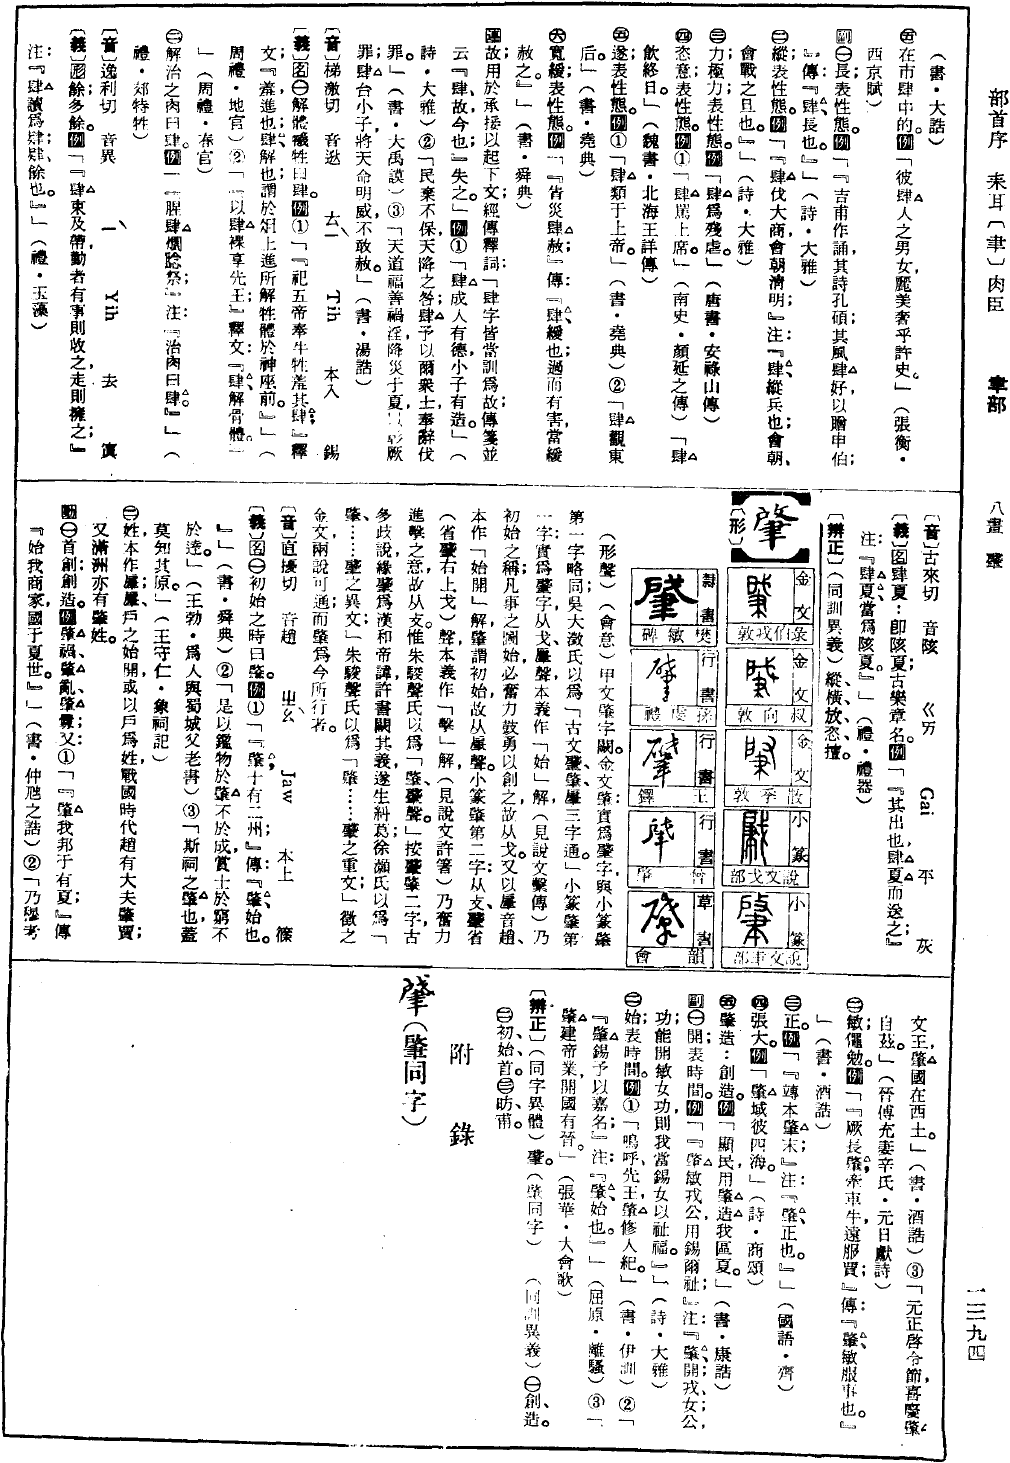 部首序　耒耳〔聿〕肉臣　聿部　八畫　肇　一二九四
（書・大誥）
㊄在市肆中的。例「彼肆人之男女，麗美奢乎許史。」（張衡・
西京賦）
副㊀長，表性態。例「『吉甫作誦，其詩孔碩；其風肆好，以贈申伯；』
傳：『肆，長也。』」（詩・大雅）
㊁縱，表性態。例「『肆伐大商，會朝清明』注：『肆，縱兵也；會朝，
會戰之旦也。』」（詩・大雅）
㊂力極力，表性態。例「肆爲殘虐。」（唐書・安祿山傳）
㊃恣意，表性態。例①「肆罵上席。」（南史・顏延之傳）「肆
飲終日。」（魏書・北海王詳傳）
㊄遂，表性態。例①「肆類于上帝。」（書・堯典）②「肆覲東
后。」（書・堯典）
㊅寬緩，表性態。例「『眚災肆赦』傳：『肆，緩也；過而有害，當緩
赦之。』」（書・舜典）
連故，用於承接以起下文，經傳釋詞：「肆字皆當訓爲故，傳箋並
云『肆，故今也。』失之。」例①「肆成人有德，小子有造。」（
詩・大雅）②「民棄不保，天降之咎；肆予以爾衆士，奉辭伐
罪。」（書・大禹謨）③「天道福善禍淫，降災于夏，以彰厥
罪；肆台小子，將天命明威，不敢赦。」（書・湯誥）
〔音〕梯激切　音逖　ㄊㄧˋ　Tih　本入　錫
〔義〕名㊀解體牲曰肆。例①「『祀五帝，奉牛牲，羞其肆』釋
文：『羞，進也；肆，解也；謂於俎上進所解牲體於神座前。』」（
周禮・地官）②「『以肆祼享先王』釋文：『肆，解骨體。』
」（周禮・春官）
㊁解治之肉曰肆。例「『腥肆爓腍祭』注：『治肉曰肆。』」（
禮・郊特牲）
〔音〕逸利切　音異　ㄧˋ　Yih　去　寘
〔義〕形餘多餘。例「『肆束及帶，勤者有事則收之，走則擁之』
注：『肆讀爲肄；肄，餘也。』」（禮・玉藻）
〔音〕古來切　音陔　ㄍㄞ　Gai　平　灰
〔義〕名肆夏：卽陔夏，古樂章名。例「『其出也，肆夏而送之』
注：『肆夏當爲陔夏。』」（禮・禮器）
〔辨正〕（同訓異義）縱、橫、放、恣、擅。
肇
〔形〕
金文　彔伯戎敦
金文　叔向敦
金文　散季敦
小篆　說文戈部
小篆　說文聿部
隸書　樊敏碑
行書　孫虔禮
行書　王鐸
行書　
草書　韻會
（形聲）（會意）甲文肇字闕。金文肇實爲肈字，與小篆肇
第一字略同；吳大澂氏以爲「古文肈肇肁三字通。」小篆肇第
一字實爲肈字，从戈，肁聲，本義作「始」解（見說文繫傳）乃
初始之稱；凡事之圖始必奮力鼓勇以創之，故从戈。又以肁音趙，
本作「始開」解；肇謂初始，故从肁聲。小篆肇第二字从攴，肈省
（省肈右上戈）聲，本義作「擊」解（見說文許箸）乃奮力
進擊之意，故从攴。惟朱駿聲氏以爲「肇，肈聲。」按肈肇二字，古
多歧說；緣肈爲漢和帝諱，許書闕其義，遂生糾葛；徐灝氏以爲「
肇……肈之異文」朱駿聲氏以爲「肇……肈之重文」徵之
金文，兩說可通；而肇爲今所行者。
〔音〕直擾切　音趙　ㄓㄠˋ　Jaw　本上　篠
〔義〕名㊀初始之時曰肇。例①「『肇十有二州』傳：『肇，始也。
』」（書・舜典）②「是以鑑物於肇，不於成；賞士於窮，不
於達。」（王勃・爲人與蜀城父老書）③「斯祠之肇也，蓋
莫知其原。」（王守仁・象祠記）
㊁姓，本作肁；肁，戶之始開，或以戶爲姓；戰國時代趙有大夫肇賈；
又滿洲亦有肇姓。
動㊀首創創造。例肇禍、肇亂、肇釁；又：①「『肇我邦于有夏』傳：
『始我商家，國于夏世。』」（書・仲虺之誥）②「乃穆考
文王，肇國在西土。」（書・酒誥）③「元正啓令節，喜慶肇
自茲。」（晉傅充妻辛氏・元日獻詩）
㊁敏僶勉。例「『厥長肇牽車牛，遠服賈』傳：『肇，敏服事也。』
」（書・酒誥）
㊂正。例「『竱本肇末』注：『肇，正也。』」（國語・齊）
㊃張大。例「肇域彼四海。」（詩・商頌）
㊄肇造：創造。例「顯民，用肇造我區夏。」（書・康誥）
副㊀開，表時間。例「『肇敏戎公，用錫爾祉』注：『肇，開；戎，女；公，
功；能開敏女功，則我當錫女以祉福。』」（詩・大雅）
㊁始，表時間。例①「嗚呼！先王肇修人紀。」（書・伊訓）②「
『肇錫予以嘉名』注：『肇，始也。』」（屈原・離騷）③「
肇建帝業，開國有晉。」（張華・大會歌）
〔辨正〕（同字異體）肈（肇同字）　（同訓異義）㊀創、造。
㊁初、始、首。㊂昉、甫。
附錄
肈（肇同字）